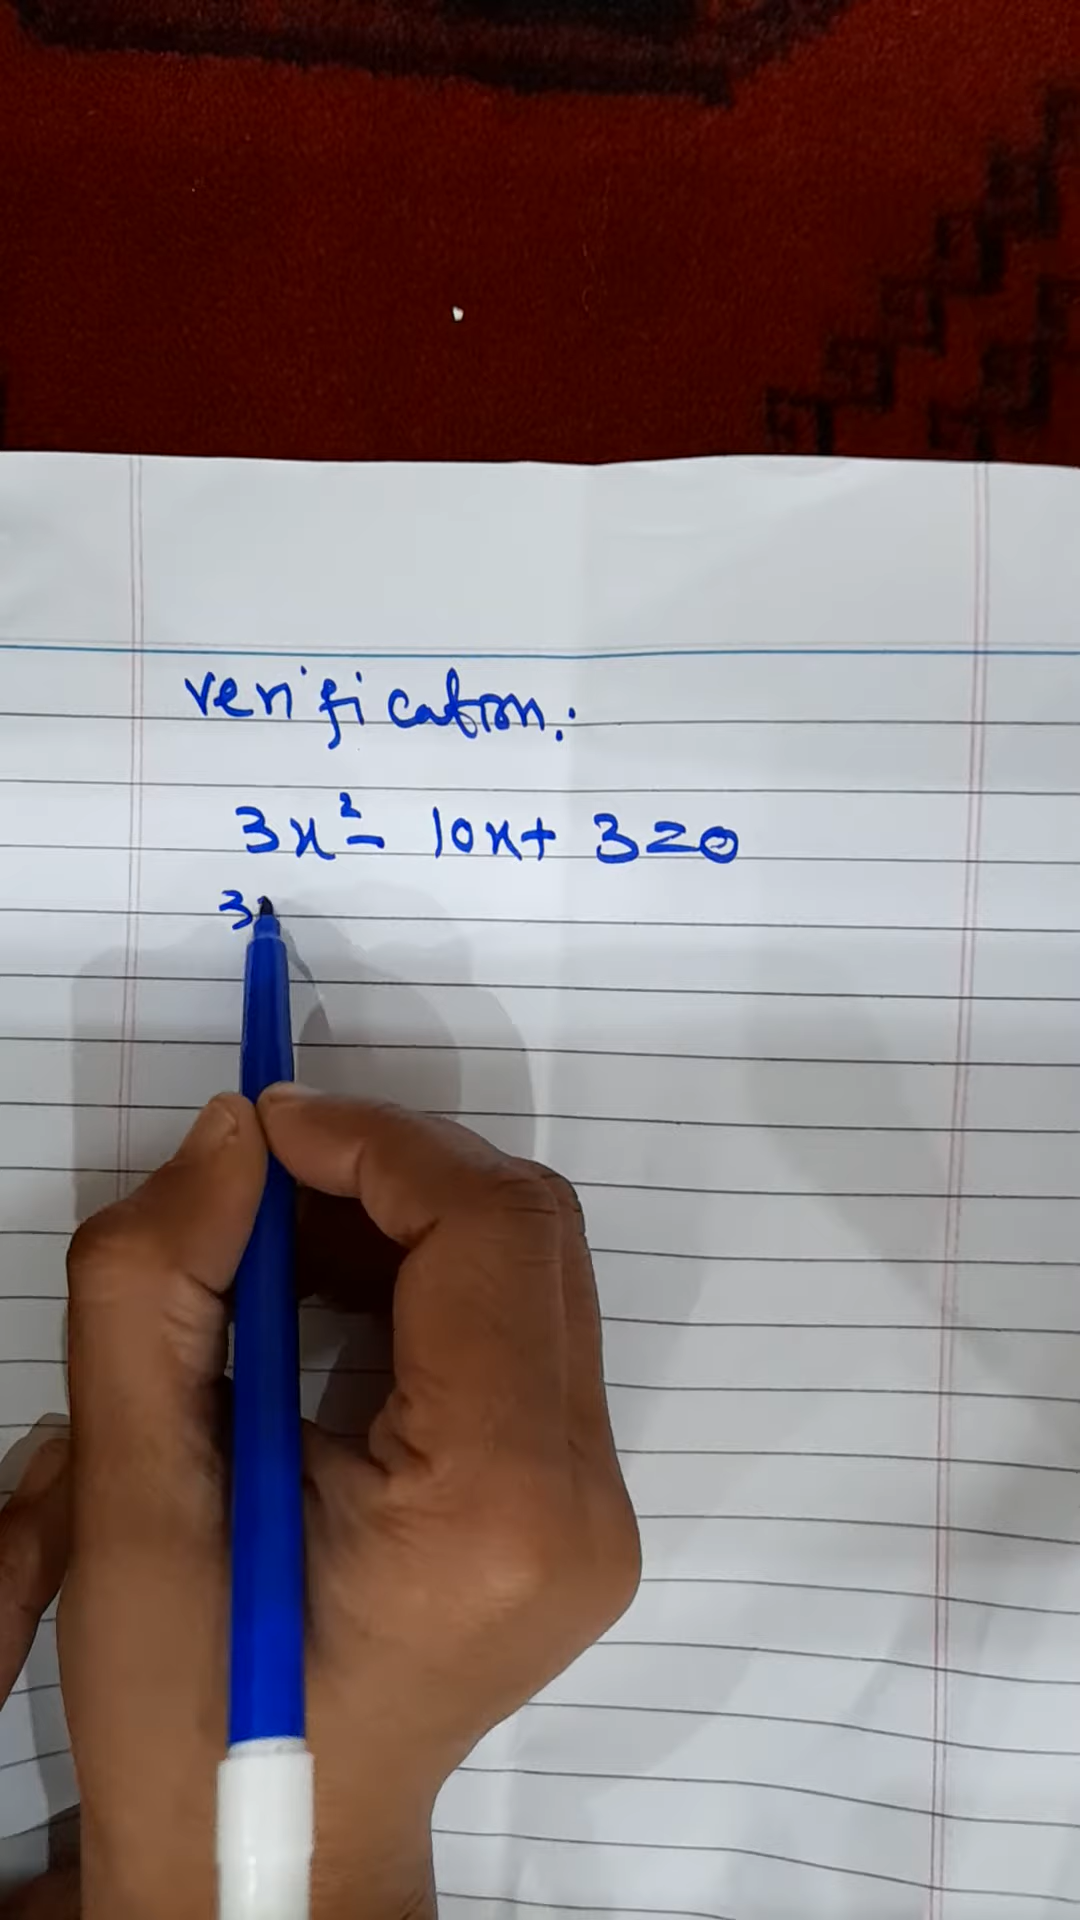 verification:
3x² - 10x + 3 = 0
3